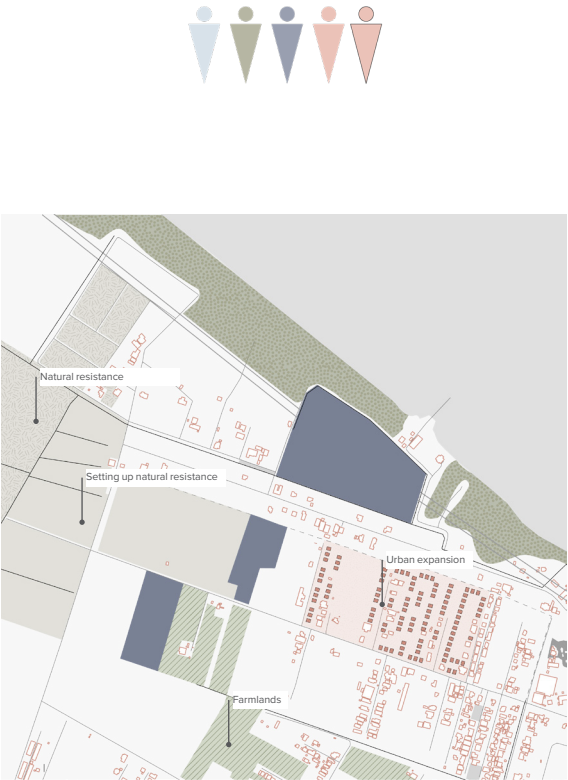 Natural resistance
Setting up natural resistance
Urban expansion
Farmlands